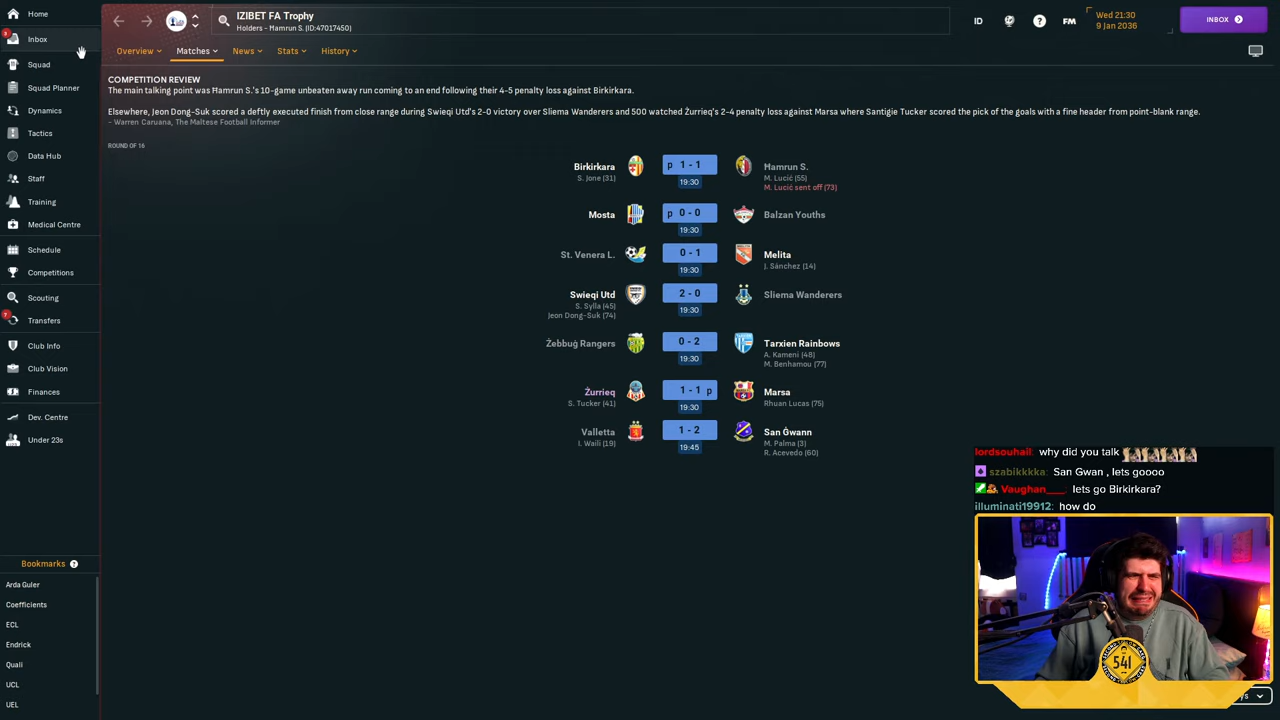 Home
IZIBET FA Trophy
Holders - Hamrun S. (ID:47017450)
ID
FM
Wed 21:30
9 Jan 2036
INBOX
3
Inbox
Squad
Squad Planner
Dynamics
Tactics
Data Hub
Staff
Training
Medical Centre
Schedule
Competitions
Scouting
7
Transfers
Club Info
Club Vision
Finances
Dev. Centre
Under 23s
Bookmarks
Arda Guler
Coefficients
ECL
Endrick
Quali
UCL
UEL
Overview
Matches
News
Stats
History
COMPETITION REVIEW
The main talking point was Ħamrun S.'s 10-game unbeaten away run coming to an end following their 4-5 penalty loss against Birkirkara.
Elsewhere, Jeon Dong-Suk scored a deftly executed finish from close range during Swieqi Utd's 2-0 victory over Sliema Wanderers and 500 watched Żurrieq's 2-4 penalty loss against Marsa where Santigie Tucker scored the pick of the goals with a fine header from point-blank range.
- Warren Caruana, The Maltese Football Informer
ROUND OF 16
Birkirkara p 1 - 1 Ħamrun S.
S. Jone (31) 19:30 M. Lucić (55)
M. Lucić sent off (73)
Mosta p 0 - 0 Balzan Youths
19:30
St. Venera L. 0 - 1 Melita
19:30 J. Sánchez (14)
Swieqi Utd 2 - 0 Sliema Wanderers
S. Sylla (45)
Jeon Dong-Suk (74) 19:30
Żebbuġ Rangers 0 - 2 Tarxien Rainbows
19:30 A. Kameni (48)
M. Benhamou (77)
Żurrieq 1 - 1 p Marsa
S. Tucker (41) 19:30 Rhuan Lucas (75)
Valletta 1 - 2 San Ġwann
I. Waili (19) 19:45 M. Palma (3)
R. Acevedo (60)
lordsouhail: why did you talk
szabikkkka: San Gwan , lets goooo
Vaughan___: lets go Birkirkara?
illuminati19912: how do
541
ys